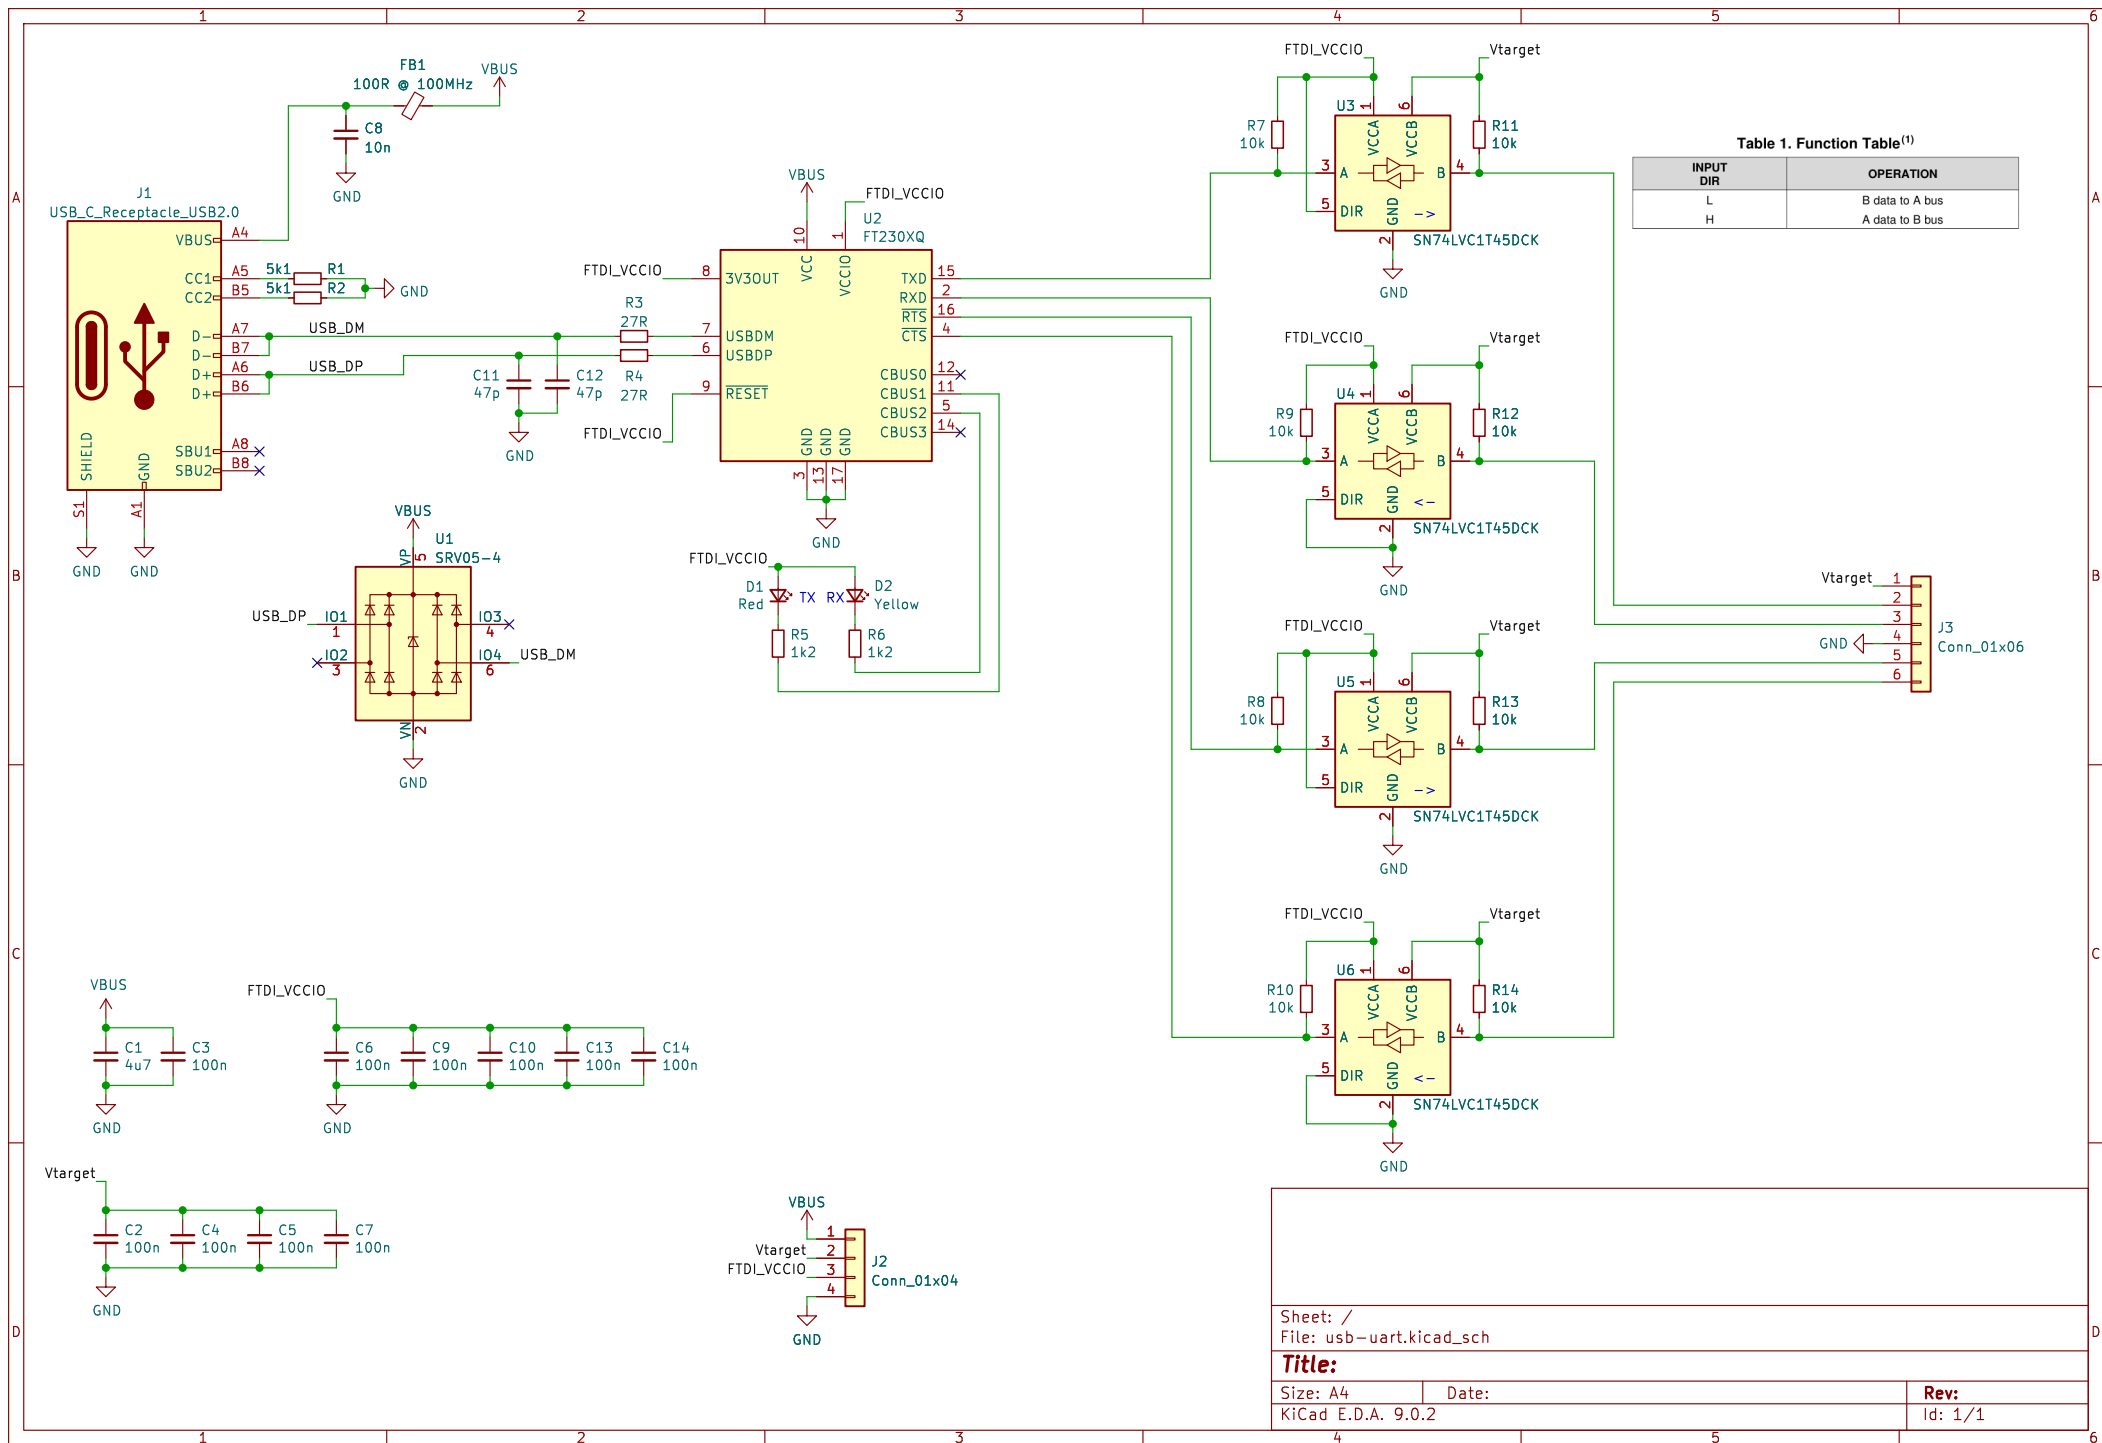 1 2 3 4 5 6
A
B
C
D
FB1
100R @ 100MHz
VBUS
C8
10n
GND
J1
USB_C_Receptacle_USB2.0
VBUS A4
CC1 A5
CC2 B5
D- A7
D- B7
D+ A6
D+ B6
SBU1 A8
SBU2 B8
SHIELD
GND
S1
A1
GND
GND
5k1 R1
5k1 R2
GND
USB_DM
USB_DP
C11
47p
C12
47p
GND
R3
27R
R4
27R
VBUS
FTDI_VCCIO
U2
FT230XQ
10
1
VCC
VCCIO
FTDI_VCCIO
8 3V3OUT
7 USBDM
6 USBDP
9 RESET
FTDI_VCCIO
TXD 15
RXD 2
RTS 16
CTS 4
CBUS0 12
CBUS1 11
CBUS2 5
CBUS3 14
GND
GND
GND
3
13
17
GND
VBUS
U1
SRV05-4
VP
5
USB_DP
IO1
1
IO2
3
IO3
4
IO4
6
USB_DM
VN
2
GND
FTDI_VCCIO
D1
Red
TX RX
D2
Yellow
R5
1k2
R6
1k2
FTDI_VCCIO
Vtarget
R7
10k
U3
1
6
VCCA
VCCB
R11
10k
3 A
B 4
5 DIR
GND
->
2
SN74LVC1T45DCK
GND
Table 1. Function Table(1)
INPUT
DIR
OPERATION
L B data to A bus
H A data to B bus
FTDI_VCCIO
Vtarget
R9
10k
U4
1
6
VCCA
VCCB
R12
10k
3 A
B 4
5 DIR
GND
<-
2
SN74LVC1T45DCK
GND
FTDI_VCCIO
Vtarget
R8
10k
U5
1
6
VCCA
VCCB
R13
10k
3 A
B 4
5 DIR
GND
->
2
SN74LVC1T45DCK
GND
FTDI_VCCIO
Vtarget
R10
10k
U6
1
6
VCCA
VCCB
R14
10k
3 A
B 4
5 DIR
GND
<-
2
SN74LVC1T45DCK
GND
Vtarget
1
2
3
GND 4
5
6
J3
Conn_01x06
VBUS
C1
4u7
C3
100n
GND
FTDI_VCCIO
C6
100n
C9
100n
C10
100n
C13
100n
C14
100n
GND
Vtarget
C2
100n
C4
100n
C5
100n
C7
100n
GND
VBUS
1
Vtarget 2
FTDI_VCCIO 3
4
J2
Conn_01x04
GND
Sheet: /
File: usb-uart.kicad_sch
Title:
Size: A4 Date: Rev:
KiCad E.D.A. 9.0.2 Id: 1/1
A
B
C
D
1 2 3 4 5 6